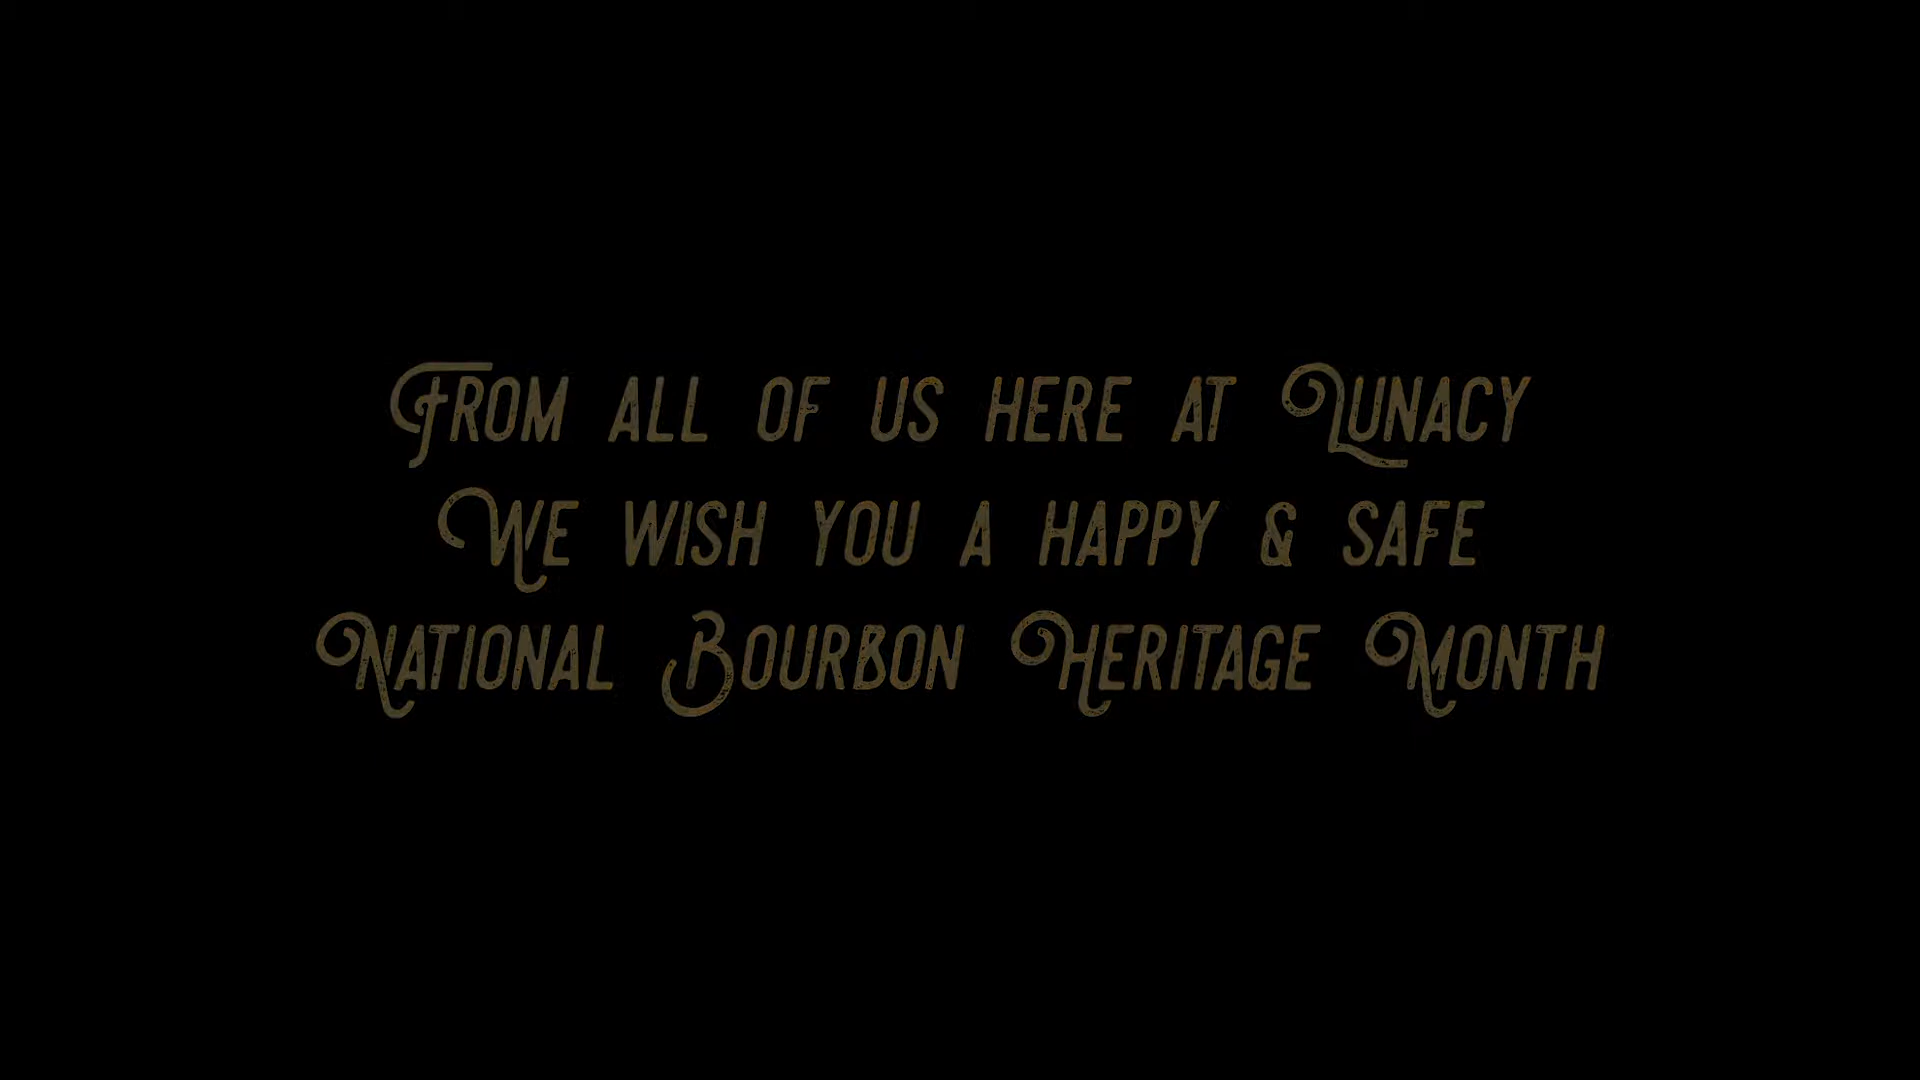 From all of us here at Lunacy
We wish you a happy & safe
National Bourbon Heritage Month